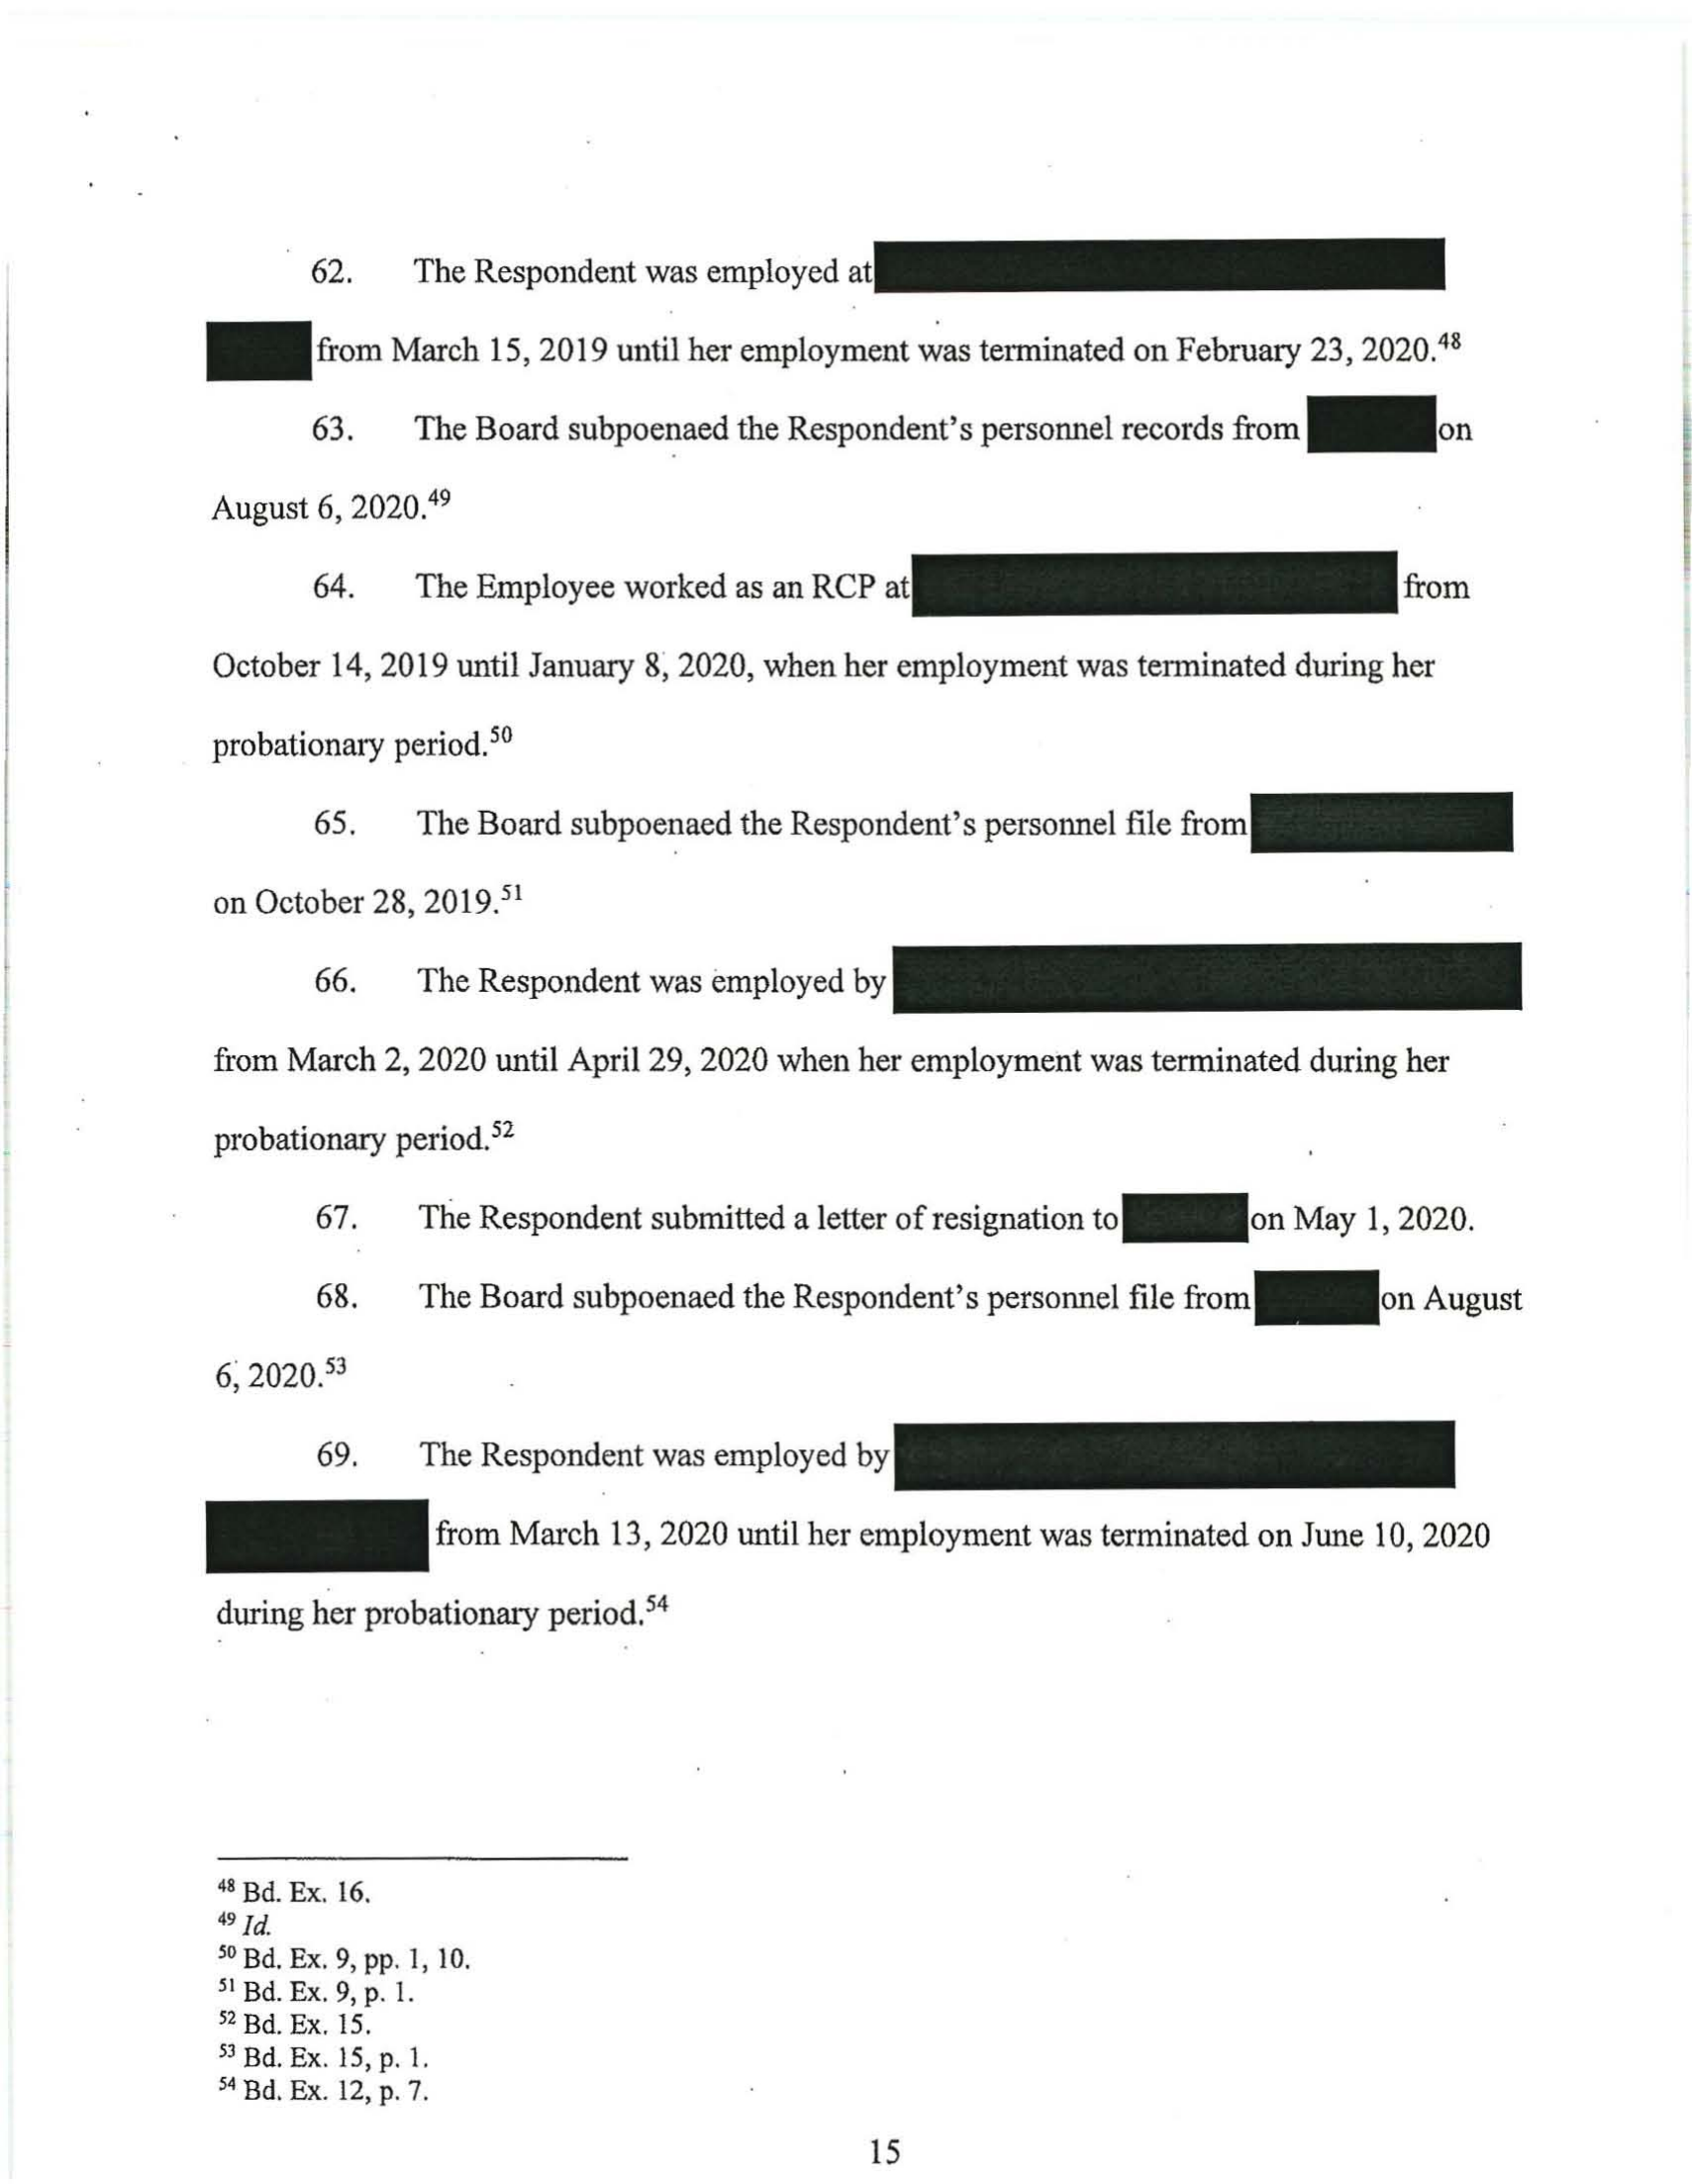 62. The Respondent was employed at
from March 15, 2019 until her employment was terminated on February 23, 2020.48
63. The Board subpoenaed the Respondent's personnel records from on
August 6, 2020.49
64. The Employee worked as an RCP at from
October 14, 2019 until January 8, 2020, when her employment was terminated during her
probationary period.50
65. The Board subpoenaed the Respondent's personnel file from
on October 28, 2019.51
66. The Respondent was employed by
from March 2, 2020 until April 29, 2020 when her employment was terminated during her
probationary period.52
67. The Respondent submitted a letter of resignation to on May 1, 2020.
68. The Board subpoenaed the Respondent's personnel file from on August
6, 2020.53
69. The Respondent was employed by
from March 13, 2020 until her employment was terminated on June 10, 2020
during her probationary period.54
48 Bd. Ex. 16.
49 Id.
50 Bd. Ex. 9, pp. 1, 10.
51 Bd. Ex. 9, p. 1.
52 Bd. Ex. 15.
53 Bd. Ex. 15, p. 1.
54 Bd. Ex. 12, p. 7.
15